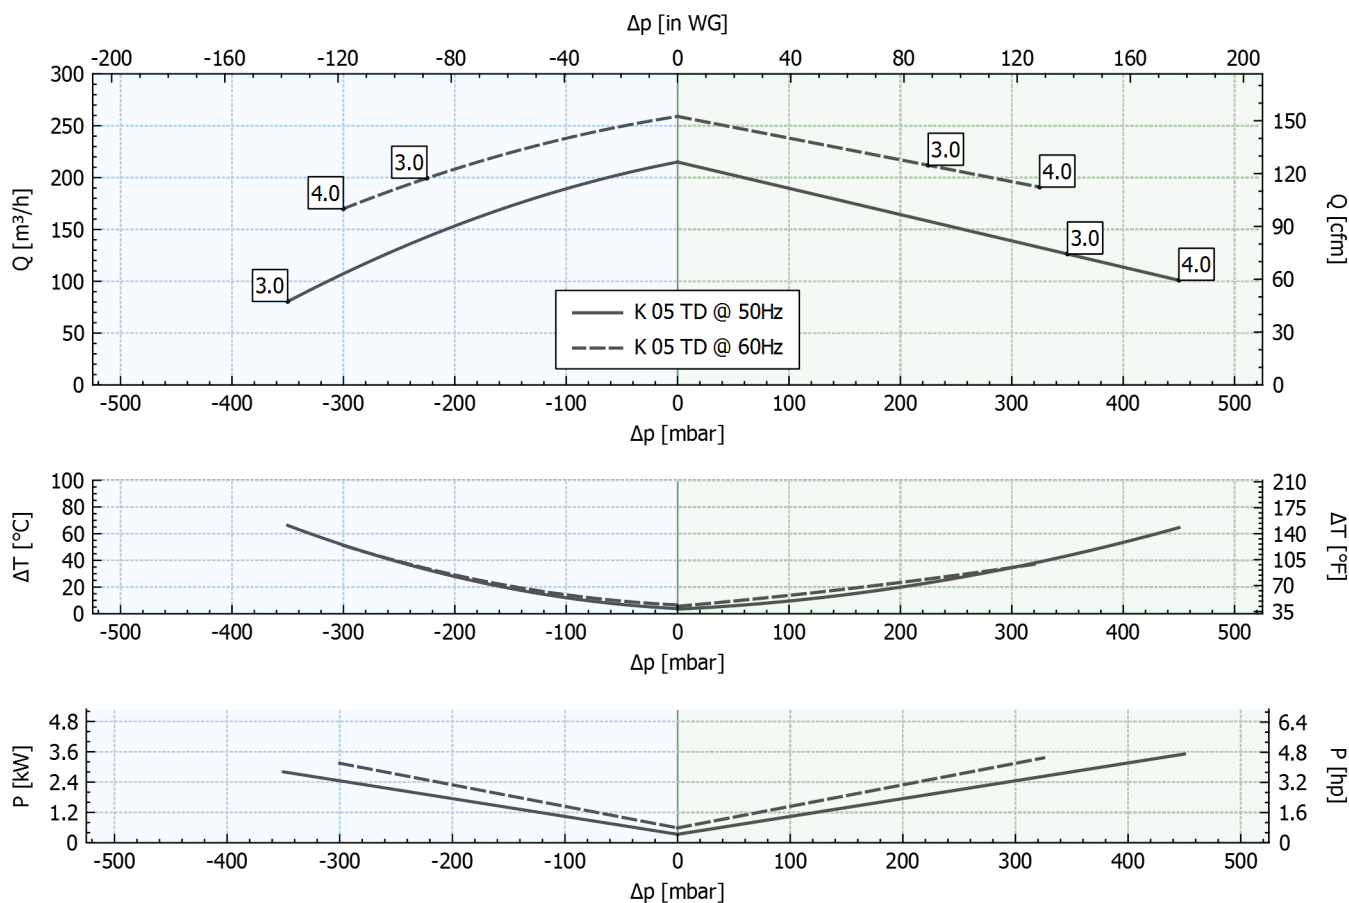 Δp [in WG]
-200 -160 -120 -80 -40 0 40 80 120 160 200
300
250
200
150
100
50
0
Q [m³/h]
150
120
90
60
30
0
Q [cfm]
4.0
3.0
3.0
4.0
3.0
3.0
4.0
K 05 TD @ 50Hz
K 05 TD @ 60Hz
-500 -400 -300 -200 -100 0 100 200 300 400 500
Δp [mbar]
100
80
60
40
20
0
ΔT [°C]
210
175
140
105
70
35
ΔT [°F]
-500 -400 -300 -200 -100 0 100 200 300 400 500
Δp [mbar]
4.8
3.6
2.4
1.2
0
P [kW]
6.4
4.8
3.2
1.6
0
P [hp]
-500 -400 -300 -200 -100 0 100 200 300 400 500
Δp [mbar]